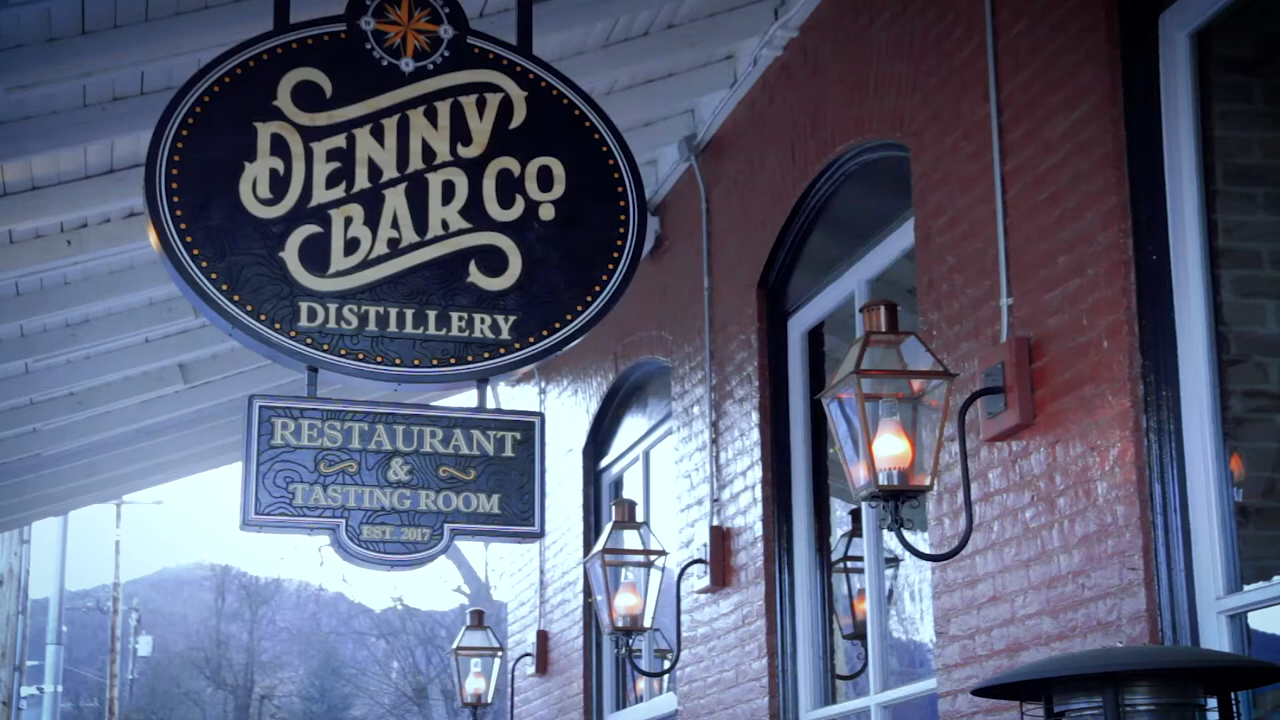 DENNY
BAR CO
DISTILLERY
RESTAURANT
&
TASTING ROOM
EST. 2017